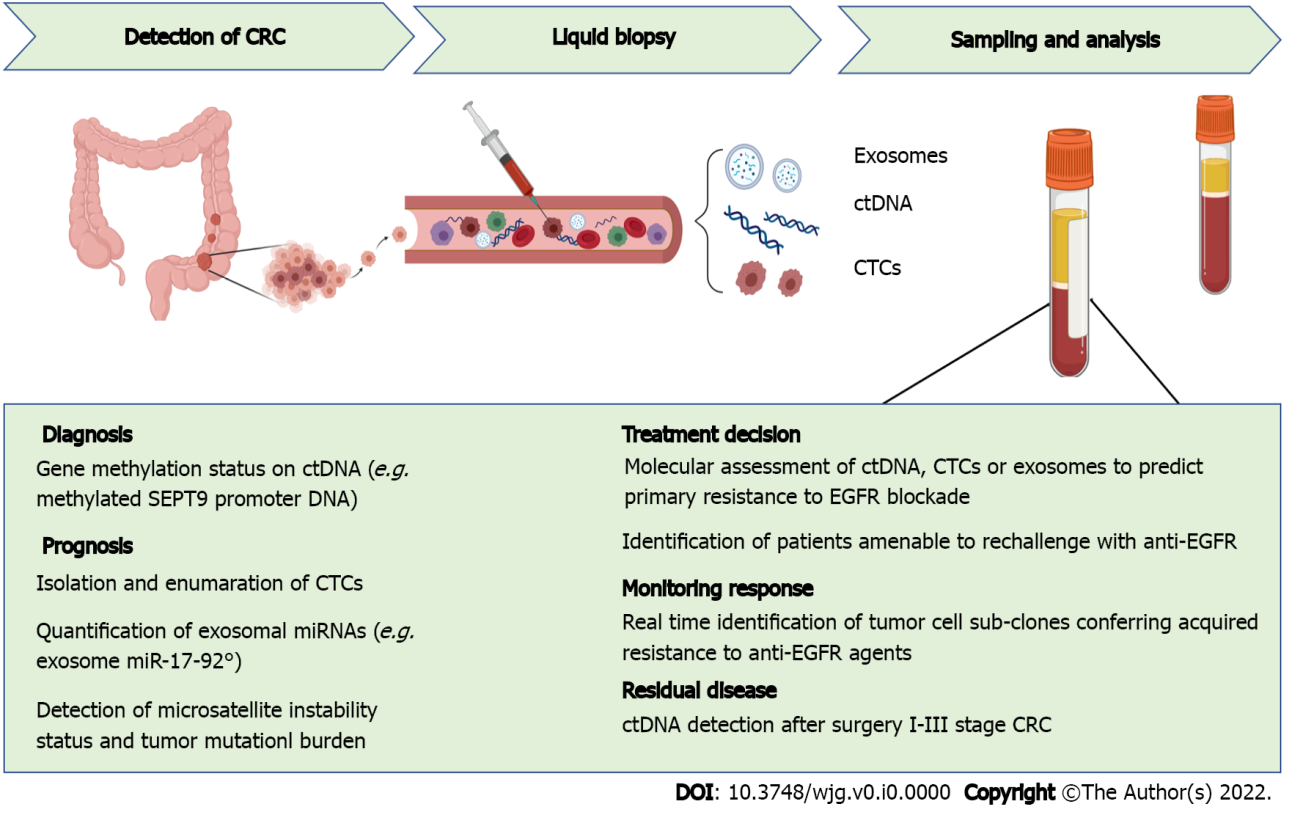 Detection of CRC
Liquid biopsy
Sampling and analysis
Exosomes
ctDNA
CTCs
Diagnosis
Gene methylation status on ctDNA (e.g.
methylated SEPT9 promoter DNA)
Prognosis
Isolation and enumaration of CTCs
Quantification of exosomal miRNAs (e.g.
exosome miR-17-92°)
Detection of microsatellite instability
status and tumor mutationl burden
Treatment decision
Molecular assessment of ctDNA, CTCs or exosomes to predict
primary resistance to EGFR blockade
Identification of patients amenable to rechallenge with anti-EGFR
Monitoring response
Real time identification of tumor cell sub-clones conferring acquired
resistance to anti-EGFR agents
Residual disease
ctDNA detection after surgery I-III stage CRC
DOI: 10.3748/wjg.v0.i0.0000 Copyright ©The Author(s) 2022.